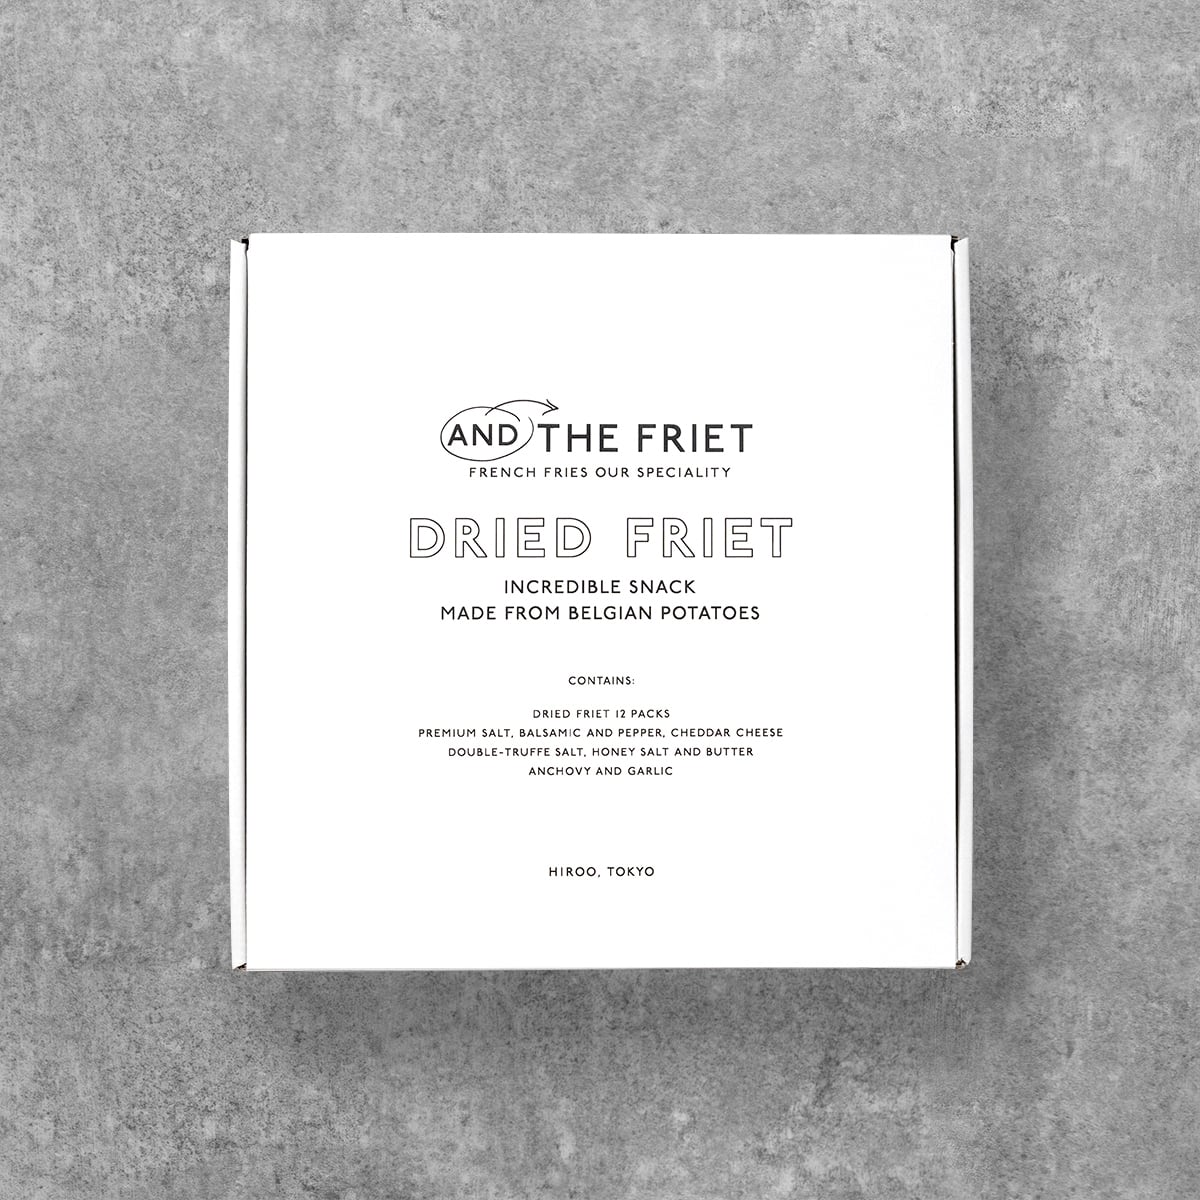 AND THE FRIET
FRENCH FRIES OUR SPECIALITY
DRIED FRIET
INCREDIBLE SNACK
MADE FROM BELGIAN POTATOES
CONTAINS:
DRIED FRIET 12 PACKS
PREMIUM SALT, BALSAMIC AND PEPPER, CHEDDAR CHEESE
DOUBLE-TRUFFE SALT, HONEY SALT AND BUTTER
ANCHOVY AND GARLIC
HIROO, TOKYO